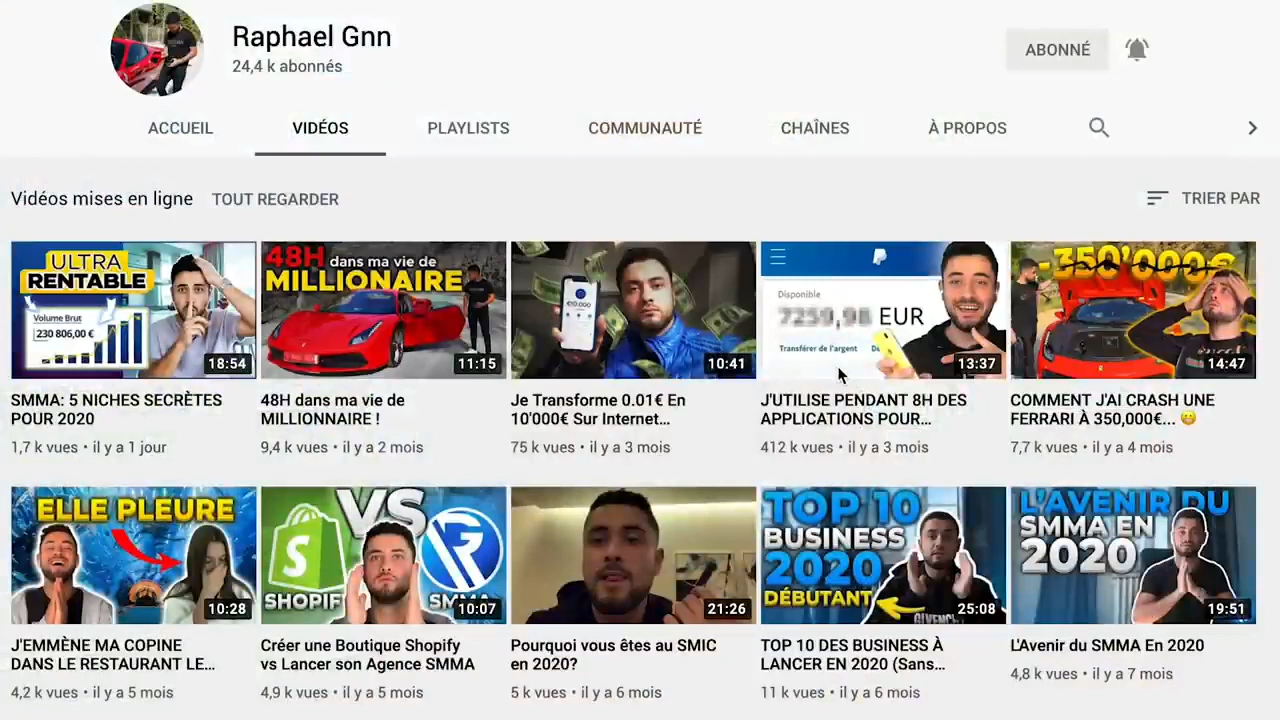 Raphael Gnn
24,4 k abonnés
ABONNÉ
ACCUEIL
VIDÉOS
PLAYLISTS
COMMUNAUTÉ
CHAÎNES
À PROPOS
Vidéos mises en ligne
TOUT REGARDER
TRIER PAR
ULTRA
RENTABLE
Volume Brut
230 806,00 €
18:54
48H dans ma vie de
MILLIONAIRE
11:15
€10.000
10:41
Disponible
EUR
Transférer de l'argent
13:37
-350'000€
14:47
SMMA: 5 NICHES SECRÈTES
POUR 2020
1,7 k vues • il y a 1 jour
48H dans ma vie de
MILLIONAIRE !
9,4 k vues • il y a 2 mois
Je Transforme 0.01€ En
10'000€ Sur Internet…
75 k vues • il y a 3 mois
J'UTILISE PENDANT 8H DES
APPLICATIONS POUR…
412 k vues • il y a 3 mois
COMMENT J'AI CRASH UNE
FERRARI À 350,000€... 😬
7,7 k vues • il y a 4 mois
ELLE PLEURE
10:28
VS
SHOPIF
SMMA
10:07
21:26
TOP 10
BUSINESS
2020
DÉBUTANT
GIVENCHY
25:08
L'AVENIR DU
SMMA EN
2020
19:51
J'EMMÈNE MA COPINE
DANS LE RESTAURANT LE…
4,2 k vues • il y a 5 mois
Créer une Boutique Shopify
vs Lancer son Agence SMMA
4,9 k vues • il y a 5 mois
Pourquoi vous êtes au SMIC
en 2020?
5 k vues • il y a 6 mois
TOP 10 DES BUSINESS À
LANCER EN 2020 (Sans…
11 k vues • il y a 6 mois
L'Avenir du SMMA En 2020
4,8 k vues • il y a 7 mois